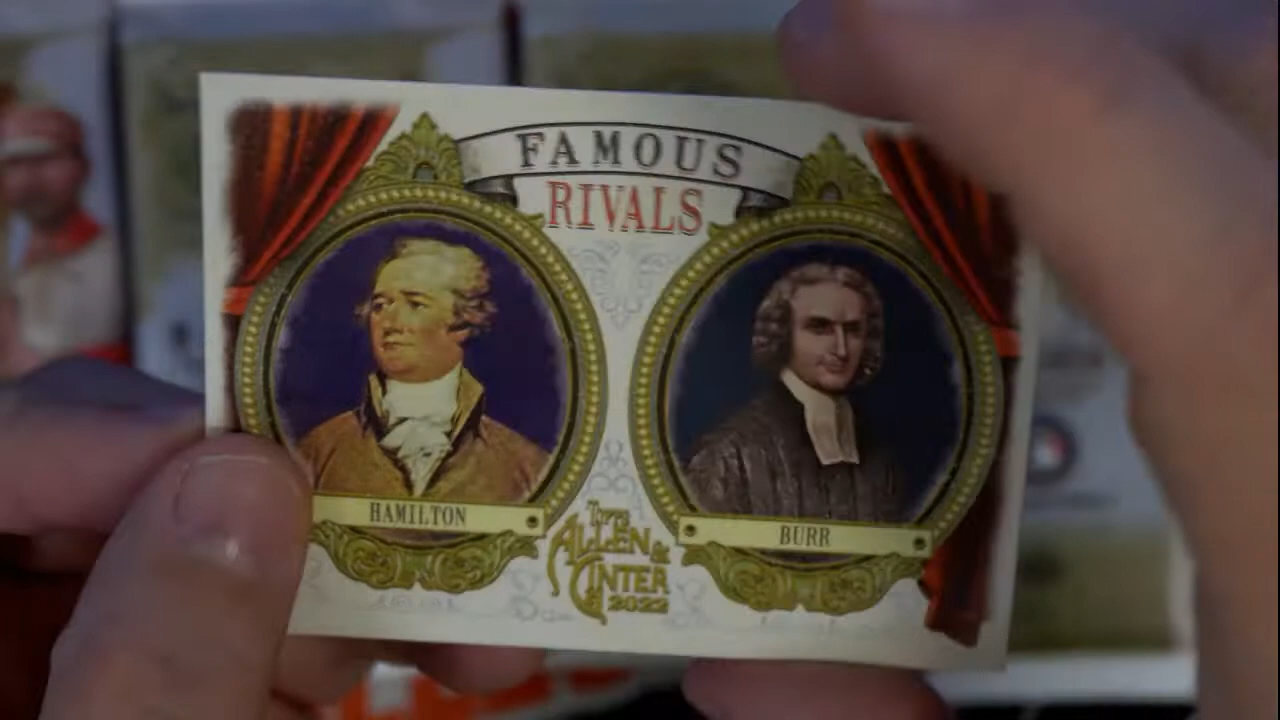 FAMOUS
RIVALS
HAMILTON
BURR
Topps
ALLEN &
GINTER
2022